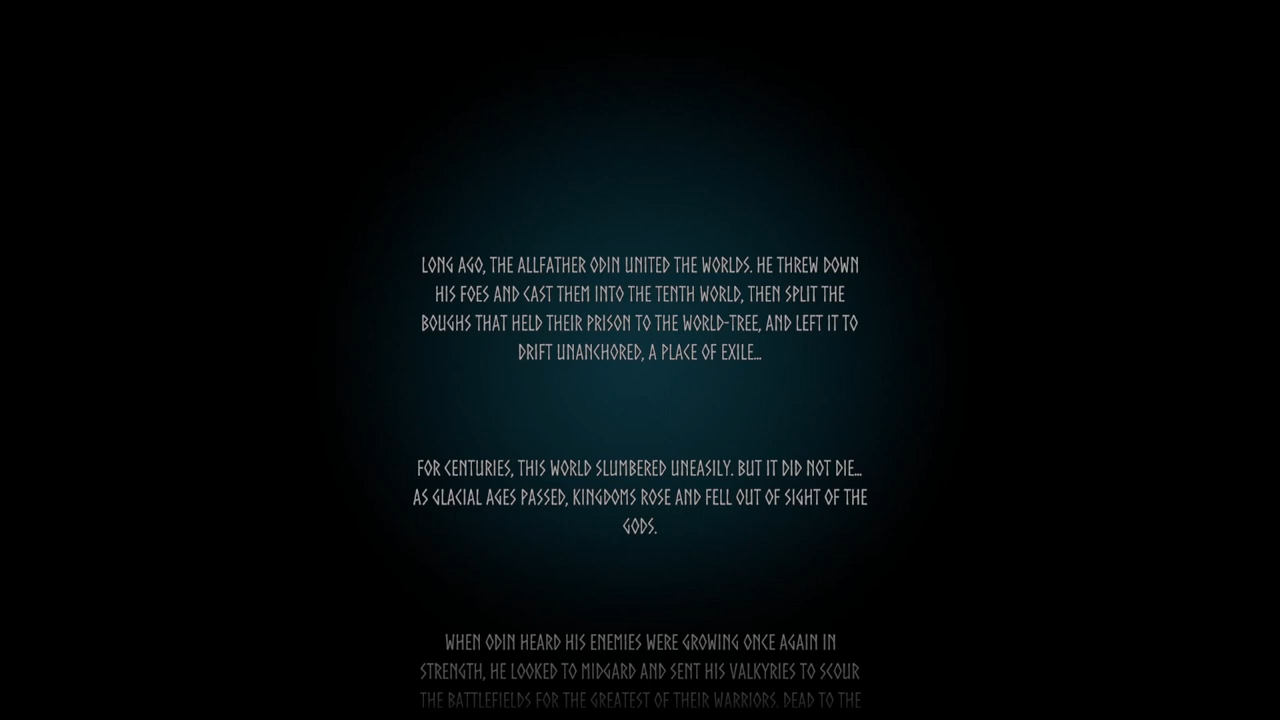 LONG AGO, THE ALLFATHER ODIN UNITED THE WORLDS. HE THREW DOWN
HIS FOES AND CAST THEM INTO THE TENTH WORLD, THEN SPLIT THE
BOUGHS THAT HELD THEIR PRISON TO THE WORLD-TREE, AND LEFT IT TO
DRIFT UNANCHORED, A PLACE OF EXILE...
FOR CENTURIES, THIS WORLD SLUMBERED UNEASILY. BUT IT DID NOT DIE...
AS GLACIAL AGES PASSED, KINGDOMS ROSE AND FELL OUT OF SIGHT OF THE
GODS.
WHEN ODIN HEARD HIS ENEMIES WERE GROWING ONCE AGAIN IN
STRENGTH, HE LOOKED TO MIDGARD AND SENT HIS VALKYRIES TO SCOUR
THE BATTLEFIELDS FOR THE GREATEST OF THEIR WARRIORS. DEAD TO THE